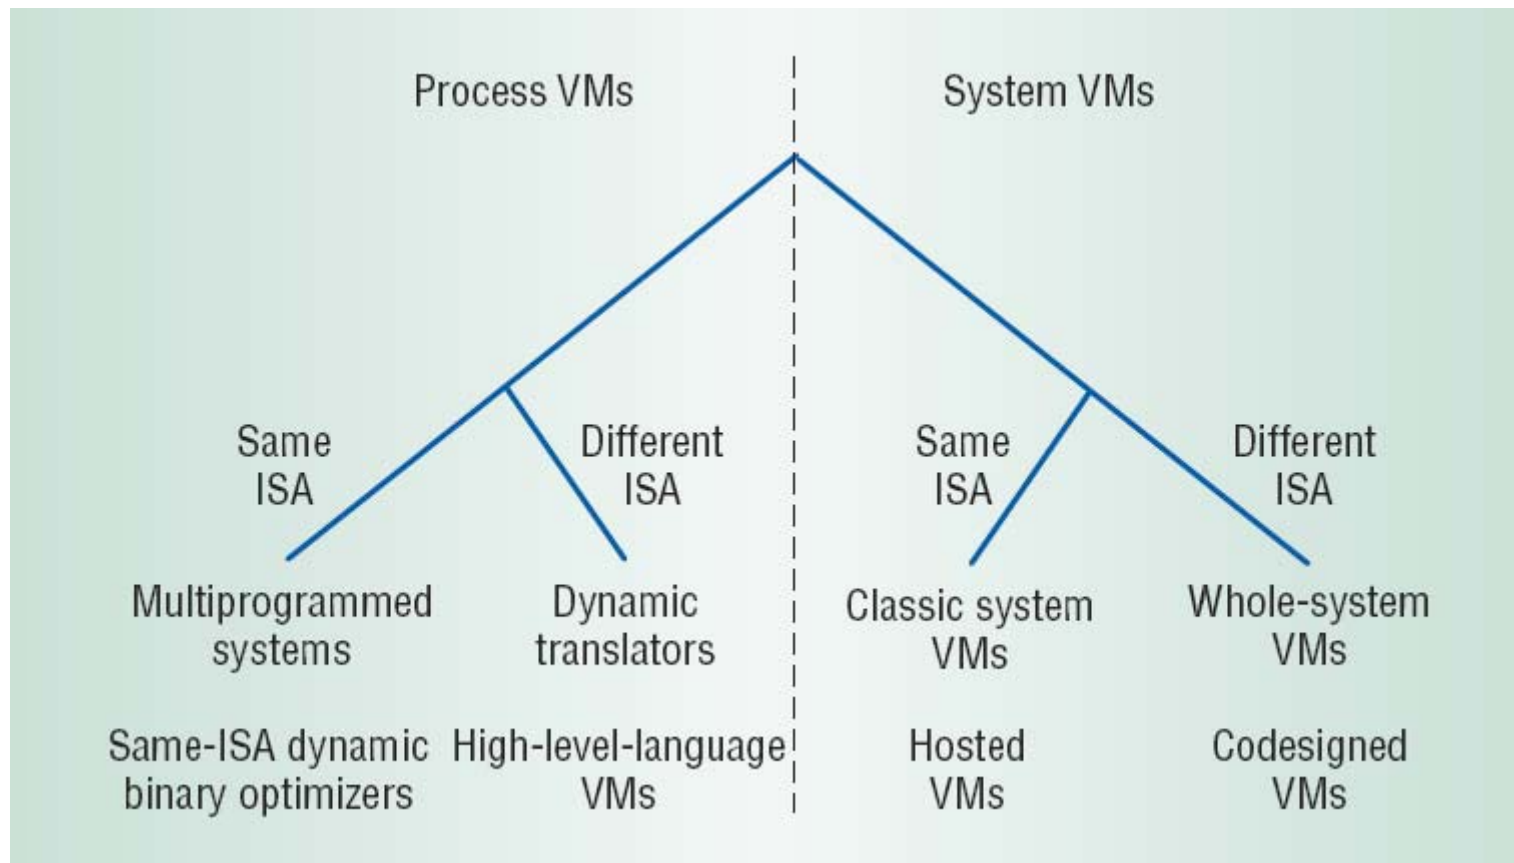 Process VMs
System VMs
Same
ISA
Different
ISA
Same
ISA
Different
ISA
Multiprogrammed
systems
Dynamic
translators
Classic system
VMs
Whole-system
VMs
Same-ISA dynamic
binary optimizers
High-level-language
VMs
Hosted
VMs
Codesigned
VMs